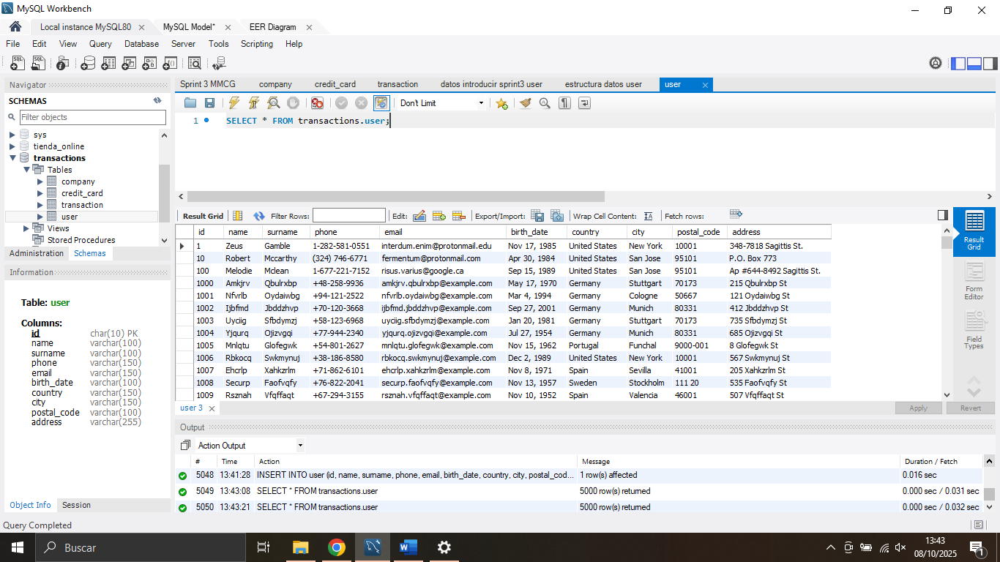 MySQL Workbench
Local instance MySQL80 MySQL Model* EER Diagram
File Edit View Query Database Server Tools Scripting Help
Navigator
SCHEMAS
Filter objects
sys
tienda_online
transactions
Tables
company
credit_card
transaction
user
Views
Stored Procedures
Administration Schemas
Information
Table: user
Columns:
id char(10) PK
name varchar(100)
surname varchar(100)
phone varchar(150)
email varchar(150)
birth_date varchar(100)
country varchar(150)
city varchar(150)
postal_code varchar(100)
address varchar(255)
Object Info Session
Sprint 3 MMCG company credit_card transaction datos introducir sprint3 user estructura datos user user
Don't Limit
1 SELECT * FROM transactions.user;
Result Grid Filter Rows: Edit: Export/Import: Wrap Cell Content: Fetch rows:
id name surname phone email birth_date country city postal_code address
1 Zeus Gamble 1-282-581-0551 interdum.enim@protonmail.edu Nov 17, 1985 United States New York 10001 348-7818 Sagittis St.
10 Robert Mccarthy (324) 746-6771 fermentum@protonmail.com Apr 30, 1984 United States San Jose 95101 P.O. Box 773
100 Melodie Mclean 1-677-221-7152 risus.varius@google.ca Sep 15, 1989 United States San Jose 95101 Ap #644-8492 Sagittis St.
1000 Amkjrv Qbulrxbp +48-258-9936 amkjrv.qbulrxbp@example.com May 17, 1970 Germany Stuttgart 70173 215 Qbulrxbp St
1001 Nfvrlb Oydaiwbg +94-121-2522 nfvrlb.oydaiwbg@example.com Mar 4, 1994 Germany Cologne 50667 121 Oydaiwbg St
1002 Ijbfmd Jbddzhvp +70-120-3668 ijbfmd.jbddzhvp@example.com Sep 27, 2001 Germany Munich 80331 412 Jbddzhvp St
1003 Uyciig Sfbdymzj +58-123-6968 uyciig.sfbdymzj@example.com Jan 20, 1981 Germany Stuttgart 70173 735 Sfbdymzj St
1004 Yjqurq Ojizvgqi +77-944-2340 yjqurq.ojizvgqi@example.com Jul 27, 1954 Germany Munich 80331 685 Ojizvgqi St
1005 Mnlqtu Glofegwk +54-801-2627 mnlqtu.glofegwk@example.com Nov 15, 1962 Portugal Funchal 9000-001 8 Glofegwk St
1006 Rbkocq Swkmynuj +38-186-8580 rbkocq.swkmynuj@example.com Dec 2, 1989 United States New York 10001 567 Swkmynuj St
1007 Ehcrlp Xahkzrlm +71-862-6101 ehcrlp.xahkzrlm@example.com Nov 8, 1971 Spain Sevilla 41001 205 Xahkzrlm St
1008 Securp Faofvqfy +76-822-2041 securp.faofvqfy@example.com Nov 13, 1957 Sweden Stockholm 111 20 535 Faofvqfy St
1009 Rsznah Vfqffaqt +67-294-3155 rsznah.vfqffaqt@example.com Nov 10, 1952 Spain Valencia 46001 507 Vfqffaqt St
Result Grid
Form Editor
Field Types
user 3 Apply Revert
Output
Action Output
# Time Action Message Duration / Fetch
5048 13:41:28 INSERT INTO user (id, name, surname, phone, email, birth_date, country, city, postal_cod... 1 row(s) affected 0.016 sec
5049 13:43:08 SELECT * FROM transactions.user 5000 row(s) returned 0.000 sec / 0.031 sec
5050 13:43:21 SELECT * FROM transactions.user 5000 row(s) returned 0.000 sec / 0.032 sec
Query Completed
Buscar
13:43
08/10/2025
1